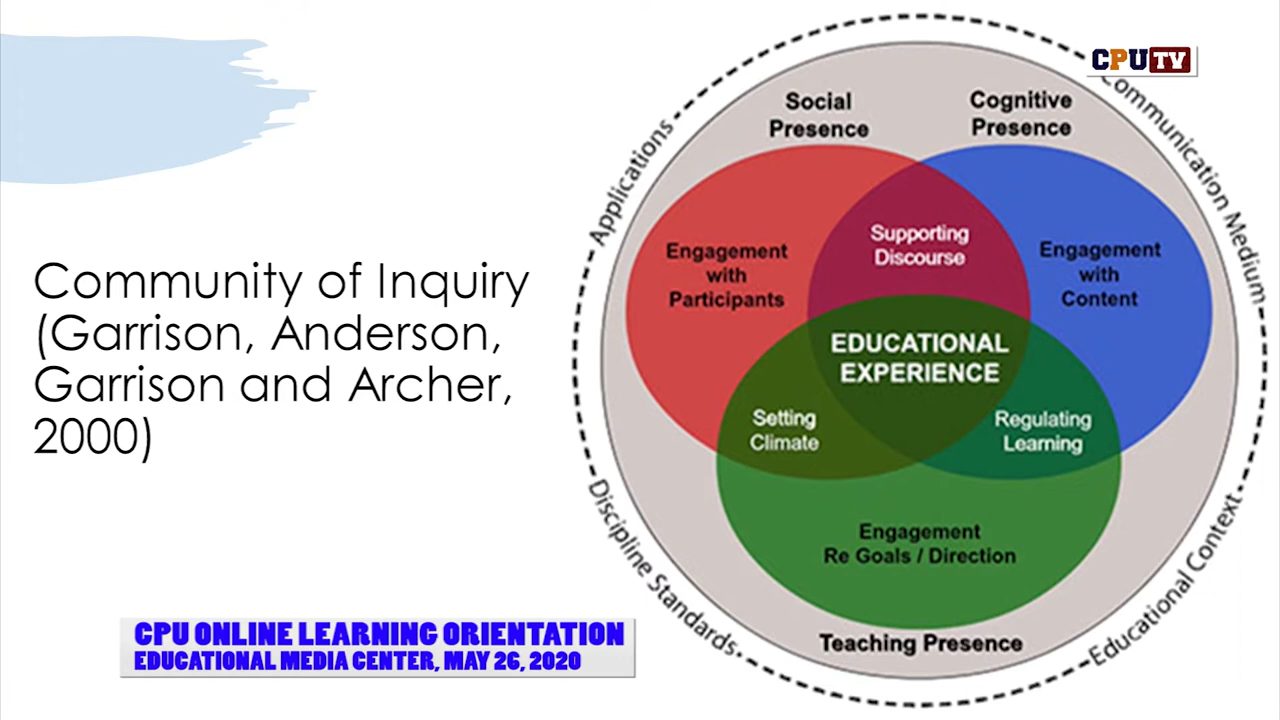 CPUTV
Community of Inquiry
(Garrison, Anderson,
Garrison and Archer,
2000)
Social
Presence
Cognitive
Presence
Applications
Communication Medium
Engagement
with
Participants
Supporting
Discourse
Engagement
with
Content
EDUCATIONAL
EXPERIENCE
Setting
Climate
Regulating
Learning
Engagement
Re Goals / Direction
Teaching Presence
Discipline Standards
Educational Context
CPU ONLINE LEARNING ORIENTATION
EDUCATIONAL MEDIA CENTER, MAY 26, 2020